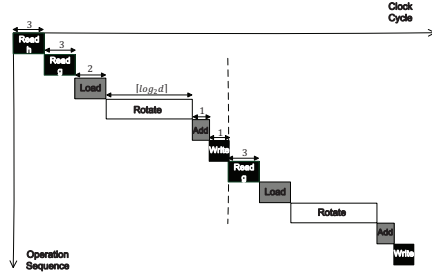 Clock
Cycle
3
Read
h
3
Read
g
2
Load
⌈log₂d⌉
Rotate
1
Add
1
Write
3
Read
g
Load
Rotate
Add
Write
Operation
Sequence